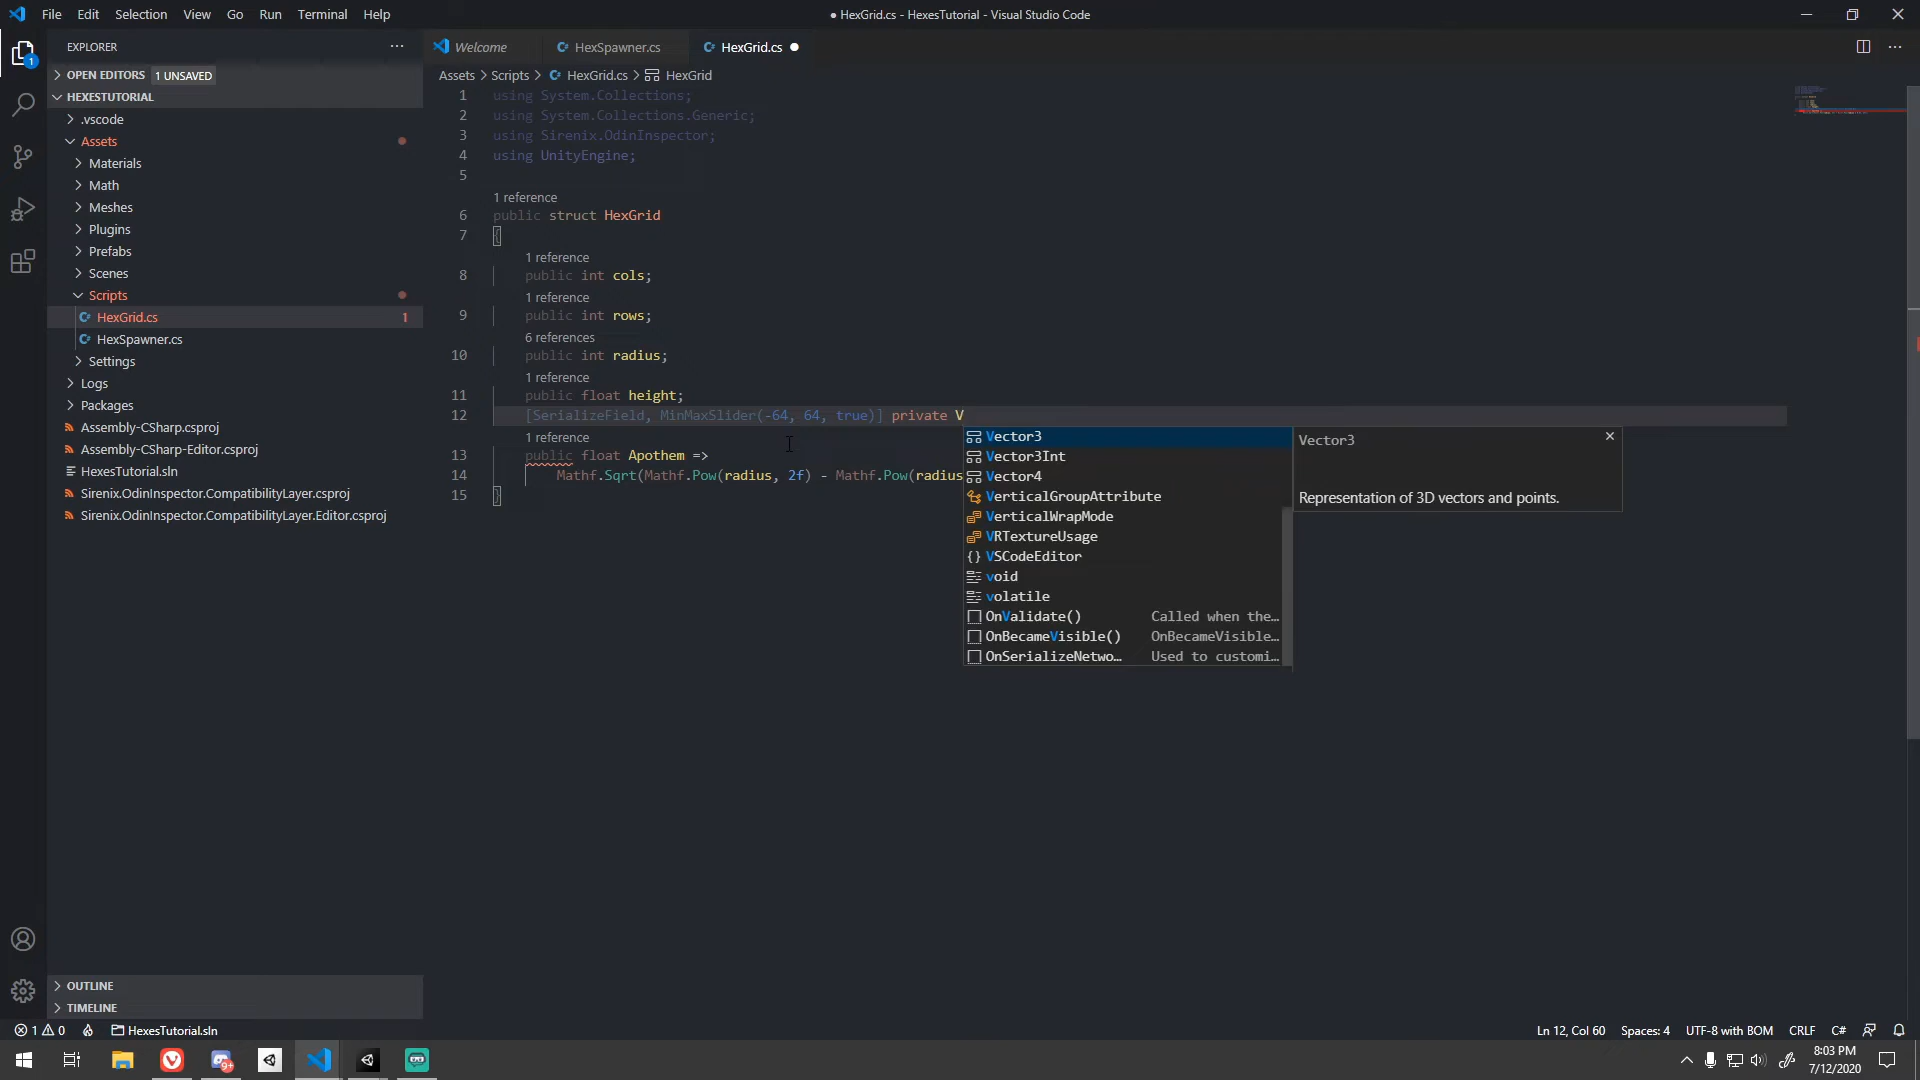 File Edit Selection View Go Run Terminal Help
● HexGrid.cs - HexesTutorial - Visual Studio Code
EXPLORER
Welcome HexSpawner.cs HexGrid.cs
Assets > Scripts > HexGrid.cs > HexGrid
OPEN EDITORS 1 UNSAVED
HEXESTUTORIAL
.vscode
Assets
Materials
Math
Meshes
Plugins
Prefabs
Scenes
Scripts
HexGrid.cs 1
HexSpawner.cs
Settings
Logs
Packages
Assembly-CSharp.csproj
Assembly-CSharp-Editor.csproj
HexesTutorial.sln
Sirenix.OdinInspector.CompatibilityLayer.csproj
Sirenix.OdinInspector.CompatibilityLayer.Editor.csproj
OUTLINE
TIMELINE
1 using System.Collections;
2 using System.Collections.Generic;
3 using Sirenix.OdinInspector;
4 using UnityEngine;
5
1 reference
6 public struct HexGrid
7 {
1 reference
8 public int cols;
1 reference
9 public int rows;
6 references
10 public int radius;
1 reference
11 public float height;
12 [SerializeField, MinMaxSlider(-64, 64, true)] private V
1 reference
13 public float Apothem =>
14 Mathf.Sqrt(Mathf.Pow(radius, 2f) - Mathf.Pow(radius
15 }
Vector3
Vector3Int
Vector4
VerticalGroupAttribute
VerticalWrapMode
VRTextureUsage
{} VSCodeEditor
void
volatile
OnValidate() Called when the…
OnBecameVisible() OnBecameVisible…
OnSerializeNetwo… Used to customi…
Vector3
Representation of 3D vectors and points.
1 0 HexesTutorial.sln
Ln 12, Col 60 Spaces: 4 UTF-8 with BOM CRLF C#
9+
8:03 PM
7/12/2020